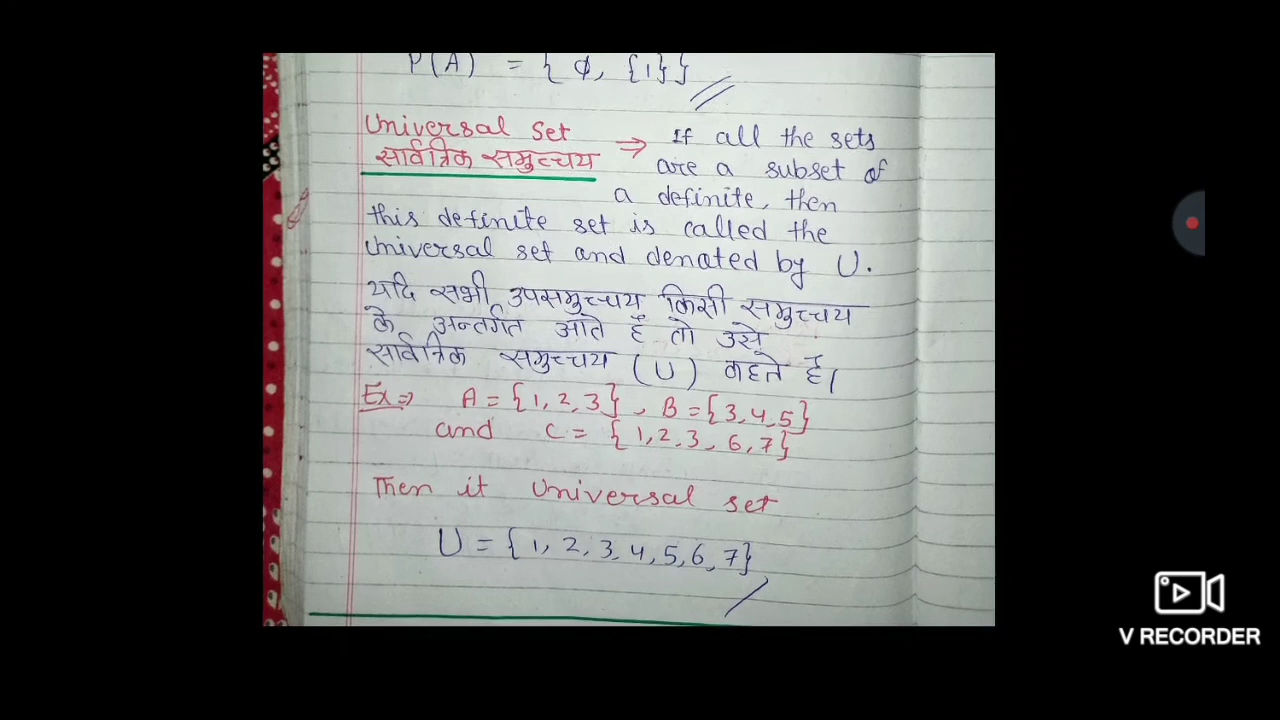 P(A) = { φ, {1}}
Universal Set
सार्वत्रिक समुच्चय
⇒ If all the sets
are a subset of
a definite, then
this definite set is called the
universal set and denated by U.
यदि सभी उपसमुच्चय किसी समुच्चय
के अन्तर्गत आते हैं तो उसे
सार्वत्रिक समुच्चय (U) कहते हैं।
Ex ⇒ A = {1, 2, 3}, B = {3, 4, 5}
and C = {1, 2, 3, 6, 7}
Then it Universal set
U = {1, 2, 3, 4, 5, 6, 7}
V RECORDER